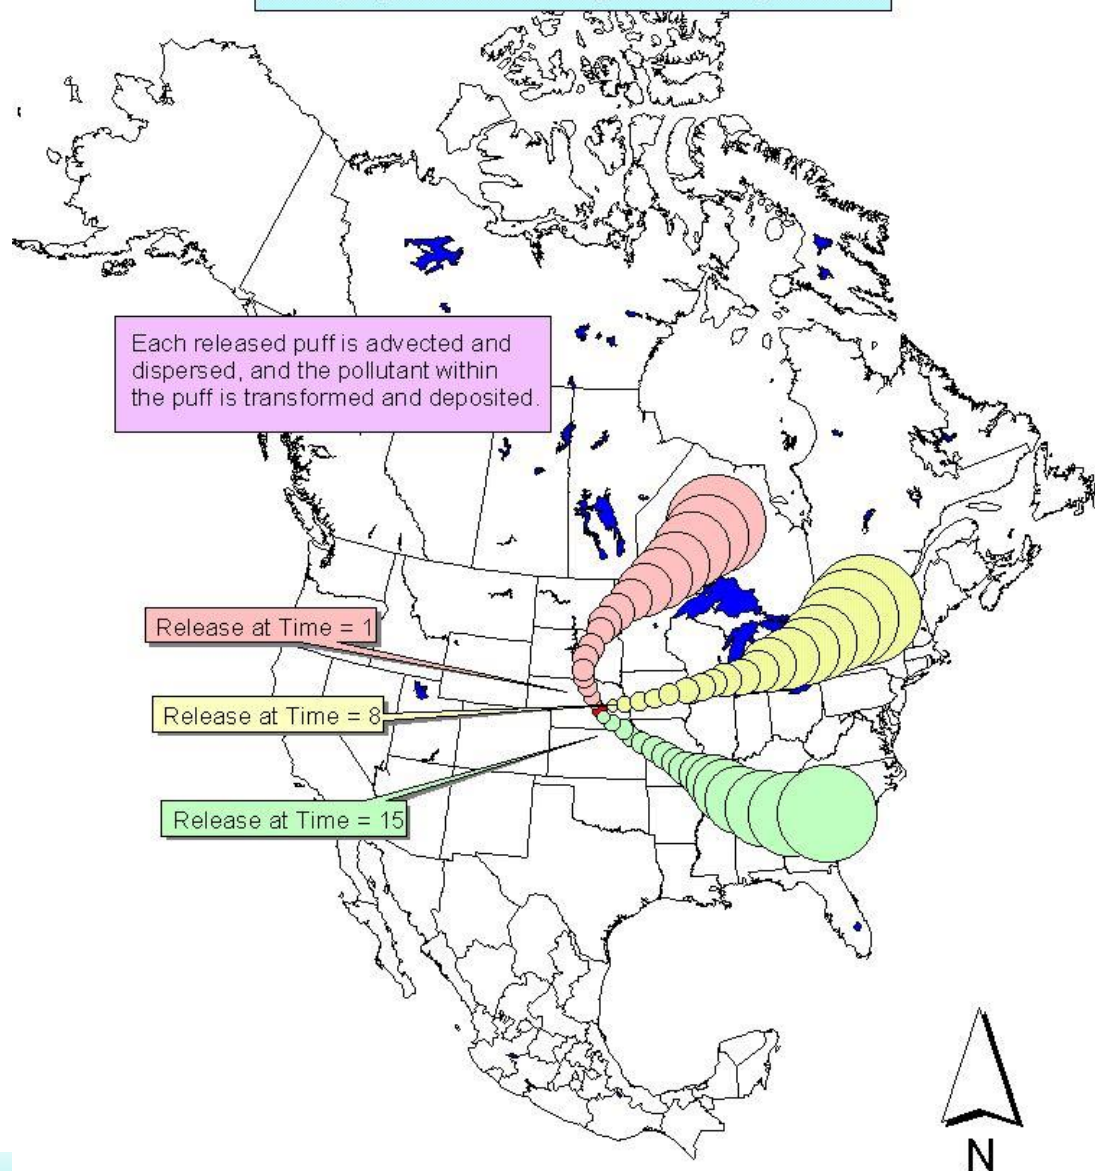 Each released puff is advected and
dispersed, and the pollutant within
the puff is transformed and deposited.
Release at Time = 1
Release at Time = 8
Release at Time = 15
N